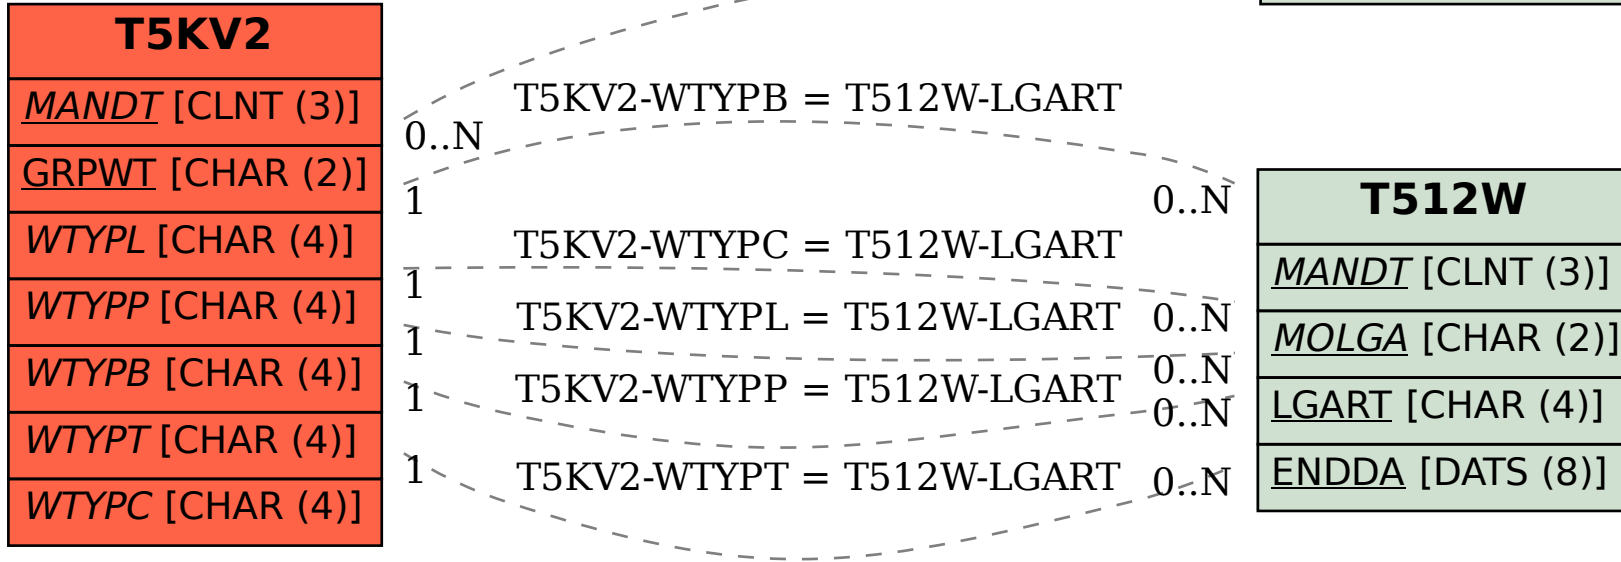 T5KV2
MANDT [CLNT (3)]
GRPWT [CHAR (2)]
WTYPL [CHAR (4)]
WTYPP [CHAR (4)]
WTYPB [CHAR (4)]
WTYPT [CHAR (4)]
WTYPC [CHAR (4)]
0..N
T5KV2-WTYPB = T512W-LGART
1
0..N
T5KV2-WTYPC = T512W-LGART
1
0..N
T5KV2-WTYPL = T512W-LGART
1
0..N
T5KV2-WTYPP = T512W-LGART
1
0..N
T5KV2-WTYPT = T512W-LGART
1
0..N
T512W
MANDT [CLNT (3)]
MOLGA [CHAR (2)]
LGART [CHAR (4)]
ENDDA [DATS (8)]